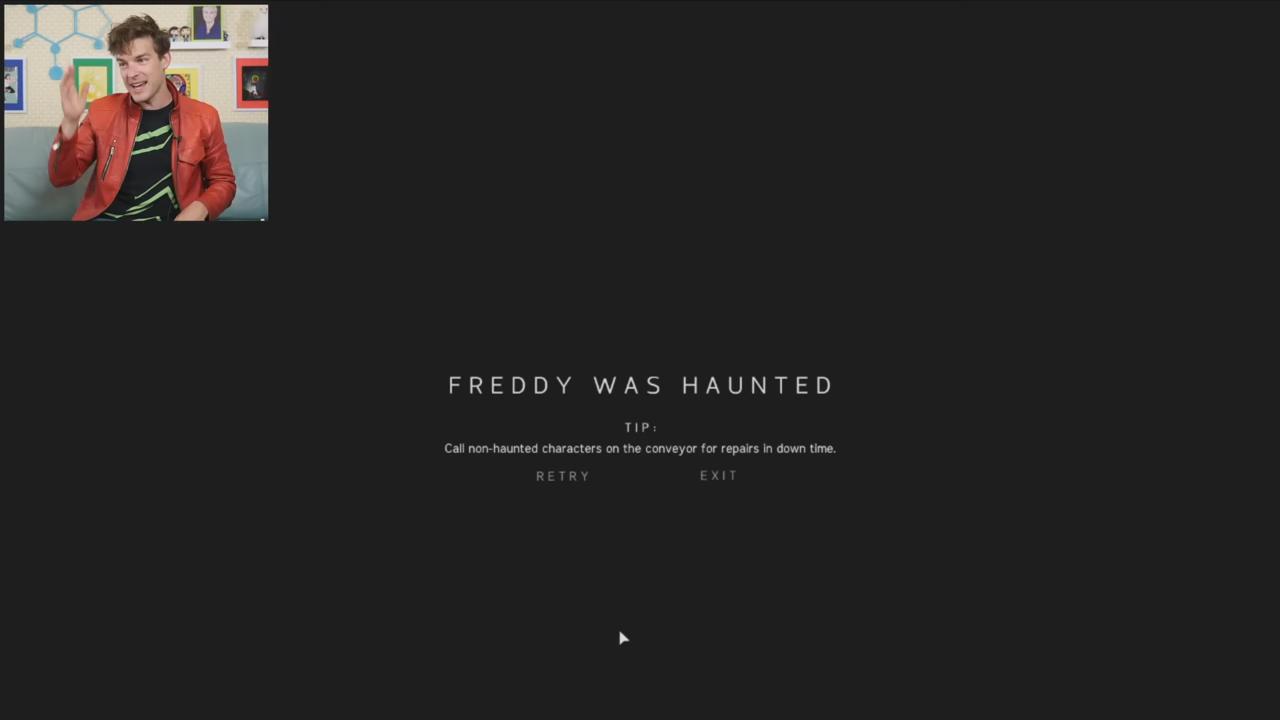 FREDDY WAS HAUNTED
TIP:
Call non-haunted characters on the conveyor for repairs in down time.
RETRY EXIT